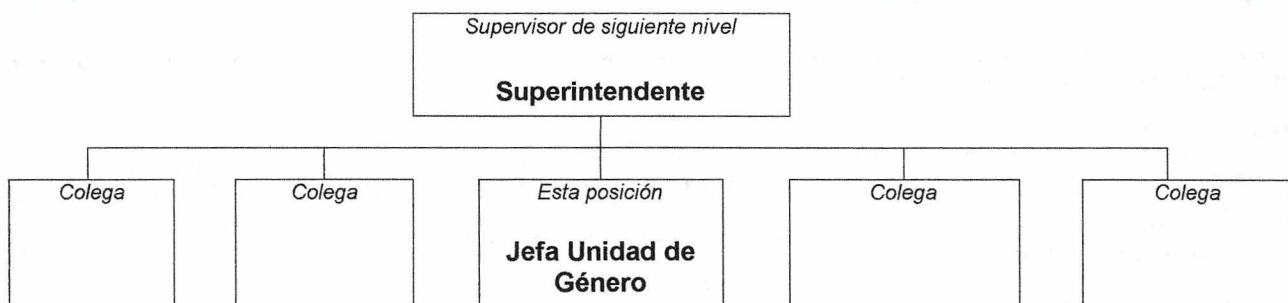 Supervisor de siguiente nivel
Superintendente
Colega
Colega
Esta posición
Colega
Colega
Jefa Unidad de
Género